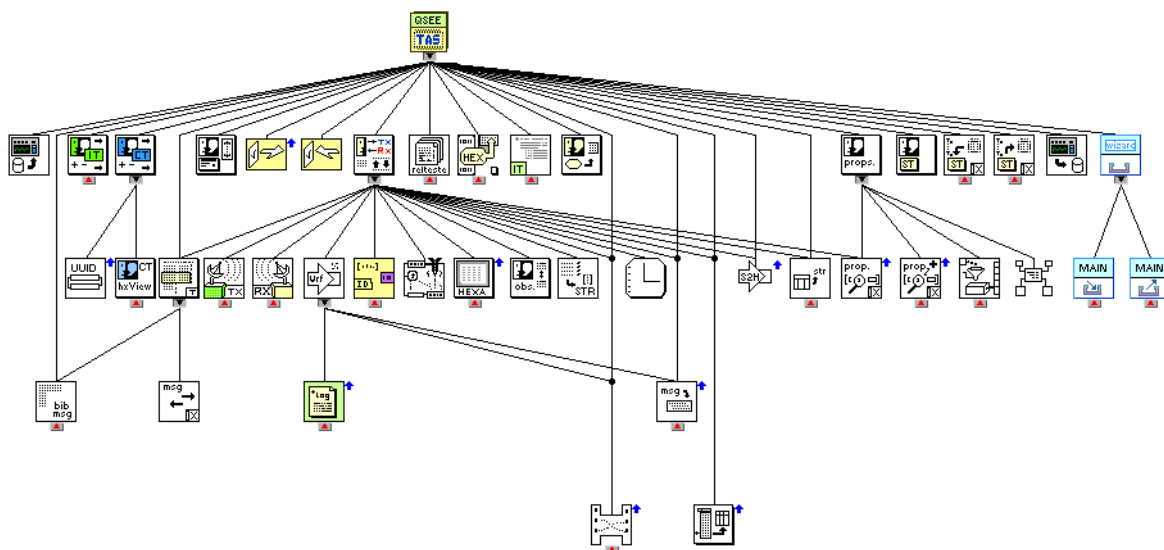 QSEE
TAS
IT
CT
TX
RX
relteste
HEX
IT
props.
ST
ST
ST
wizard
UUID
CT
hxView
T
TX
RX
Vrf
ID
HEXA
obs.
STR
S2H
str
prop.
prop.
MAIN
MAIN
bib
msg
msg
Log
msg